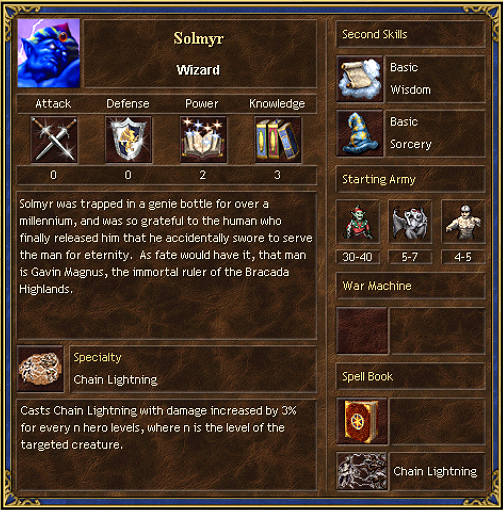 Solmyr
Wizard
Attack Defense Power Knowledge
0 0 2 3
Solmyr was trapped in a genie bottle for over a
millennium, and was so grateful to the human who
finally released him that he accidentally swore to serve
the man for eternity. As fate would have it, that man
is Gavin Magnus, the immortal ruler of the Bracada
Highlands.
Specialty
Chain Lightning
Casts Chain Lightning with damage increased by 3%
for every n hero levels, where n is the level of the
targeted creature.
Second Skills
Basic
Wisdom
Basic
Sorcery
Starting Army
30-40 5-7 4-5
War Machine
Spell Book
Chain Lightning